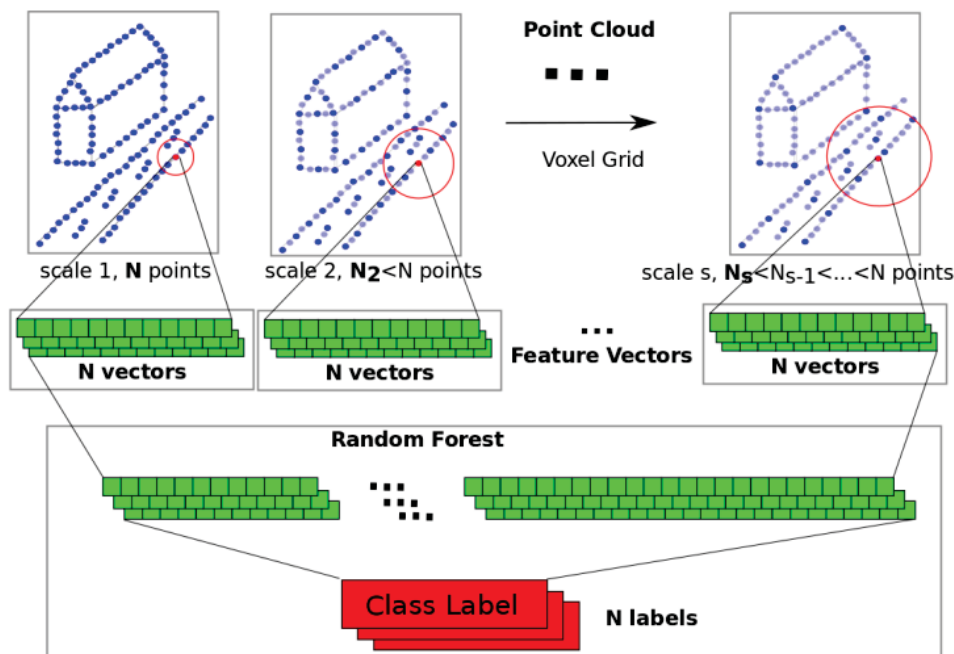 Point Cloud
Voxel Grid
scale 1, N points
scale 2, N₂<N points
scale s, Nₛ<Nₛ₋₁<...<N points
N vectors
N vectors
...
Feature Vectors
N vectors
Random Forest
Class Label
N labels